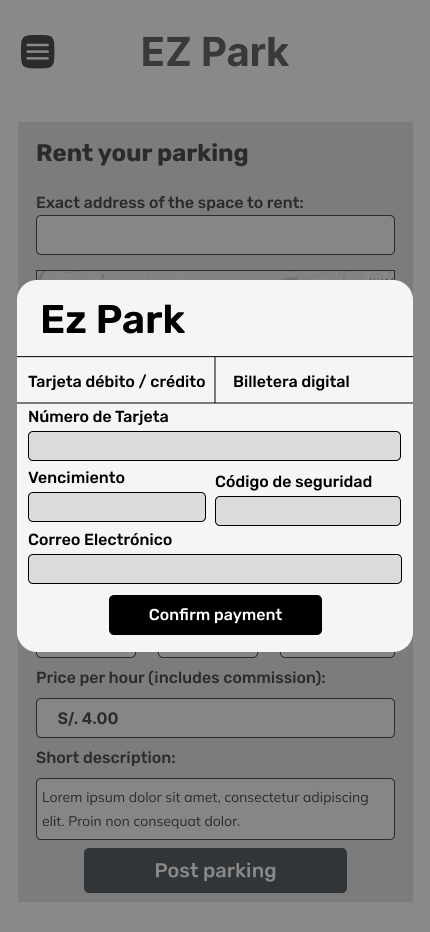 EZ Park
Rent your parking
Exact address of the space to rent:
Ez Park
Tarjeta débito / crédito
Billetera digital
Número de Tarjeta
Vencimiento
Código de seguridad
Correo Electrónico
Confirm payment
Price per hour (includes commission):
S/. 4.00
Short description:
Lorem ipsum dolor sit amet, consectetur adipiscing
elit. Proin non consequat dolor.
Post parking